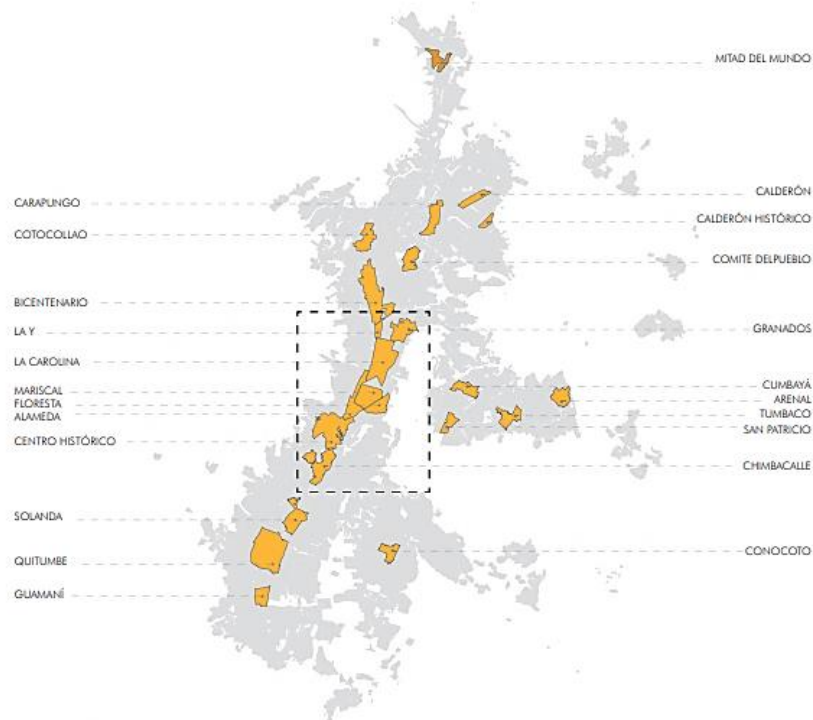 MITAD DEL MUNDO
CALDERÓN
CARAPUNGO
CALDERÓN HISTÓRICO
COTOCOLLAO
COMITE DELPUEBLO
BICENTENARIO
LA Y
GRANADOS
LA CAROLINA
CUMBAYÁ
MARISCAL
ARENAL
FLORESTA
TUMBACO
ALAMEDA
SAN PATRICIO
CENTRO HISTÓRICO
CHIMBACALLE
SOLANDA
CONOCOTO
QUITUMBE
GUAMANÍ